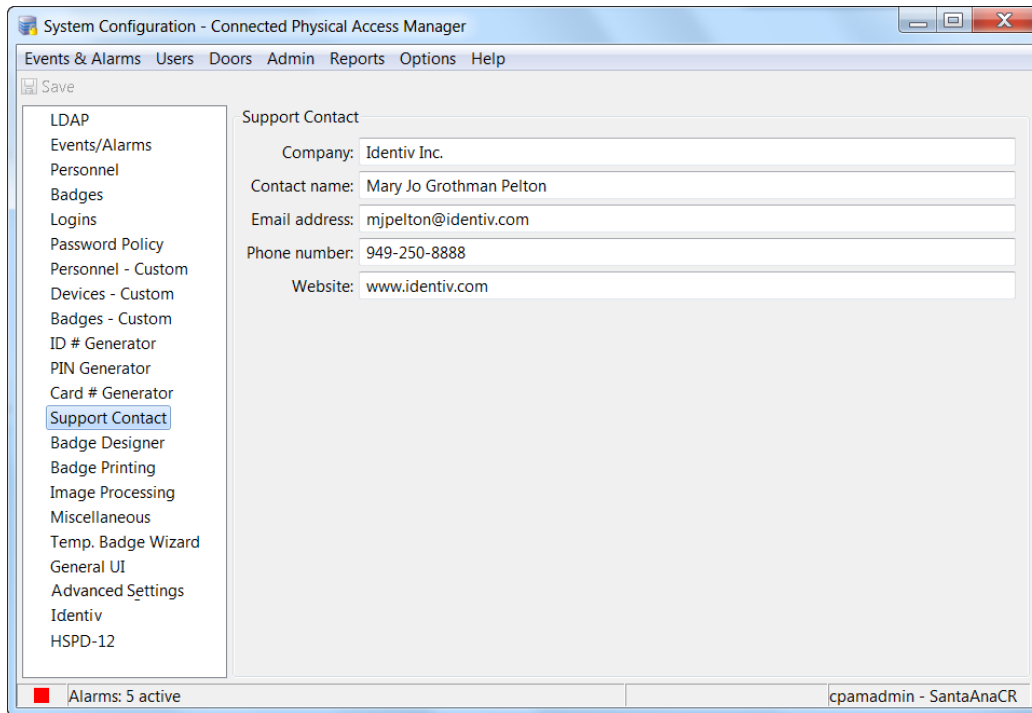 System Configuration - Connected Physical Access Manager
Events & Alarms Users Doors Admin Reports Options Help
Save
LDAP
Events/Alarms
Personnel
Badges
Logins
Password Policy
Personnel - Custom
Devices - Custom
Badges - Custom
ID # Generator
PIN Generator
Card # Generator
Support Contact
Badge Designer
Badge Printing
Image Processing
Miscellaneous
Temp. Badge Wizard
General UI
Advanced Settings
Identiv
HSPD-12
Support Contact
Company: Identiv Inc.
Contact name: Mary Jo Grothman Pelton
Email address: mjpelton@identiv.com
Phone number: 949-250-8888
Website: www.identiv.com
Alarms: 5 active
cpamadmin - SantaAnaCR